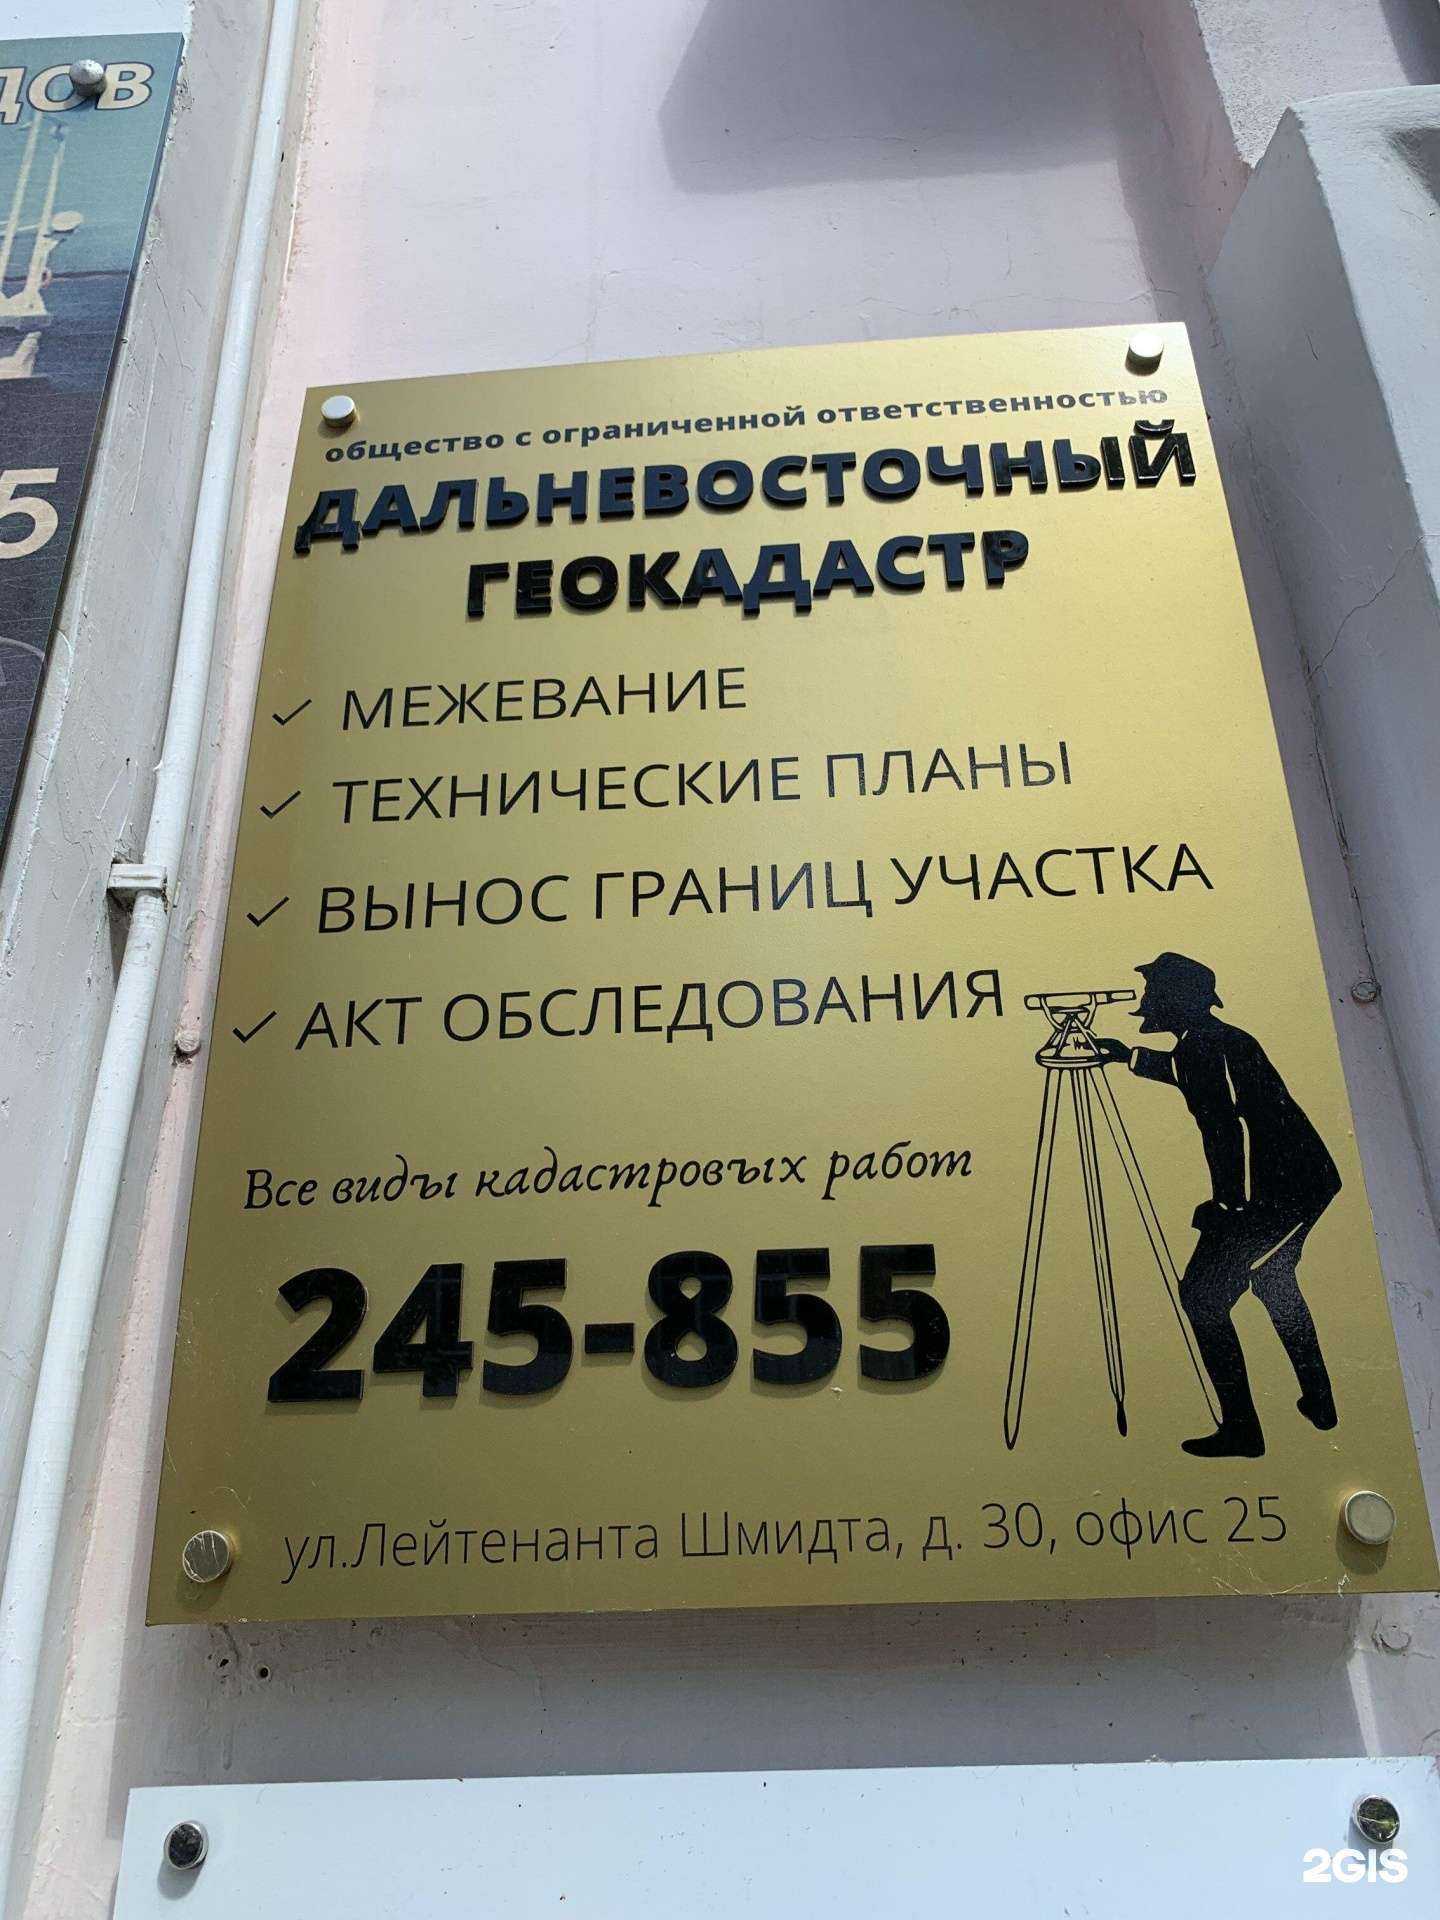 общество с ограниченной ответственностью
ДАЛЬНЕВОСТОЧНЫЙ
ГЕОКАДАСТР
✓ МЕЖЕВАНИЕ
✓ ТЕХНИЧЕСКИЕ ПЛАНЫ
✓ ВЫНОС ГРАНИЦ УЧАСТКА
✓ АКТ ОБСЛЕДОВАНИЯ
Все виды кадастровых работ
245-855
ул.Лейтенанта Шмидта, д. 30, офис 25
2GIS